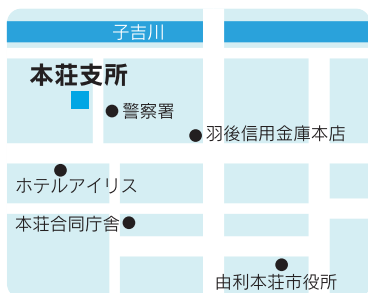 子吉川
本荘支所
警察署
羽後信用金庫本店
ホテルアイリス
本荘合同庁舎
由利本荘市役所